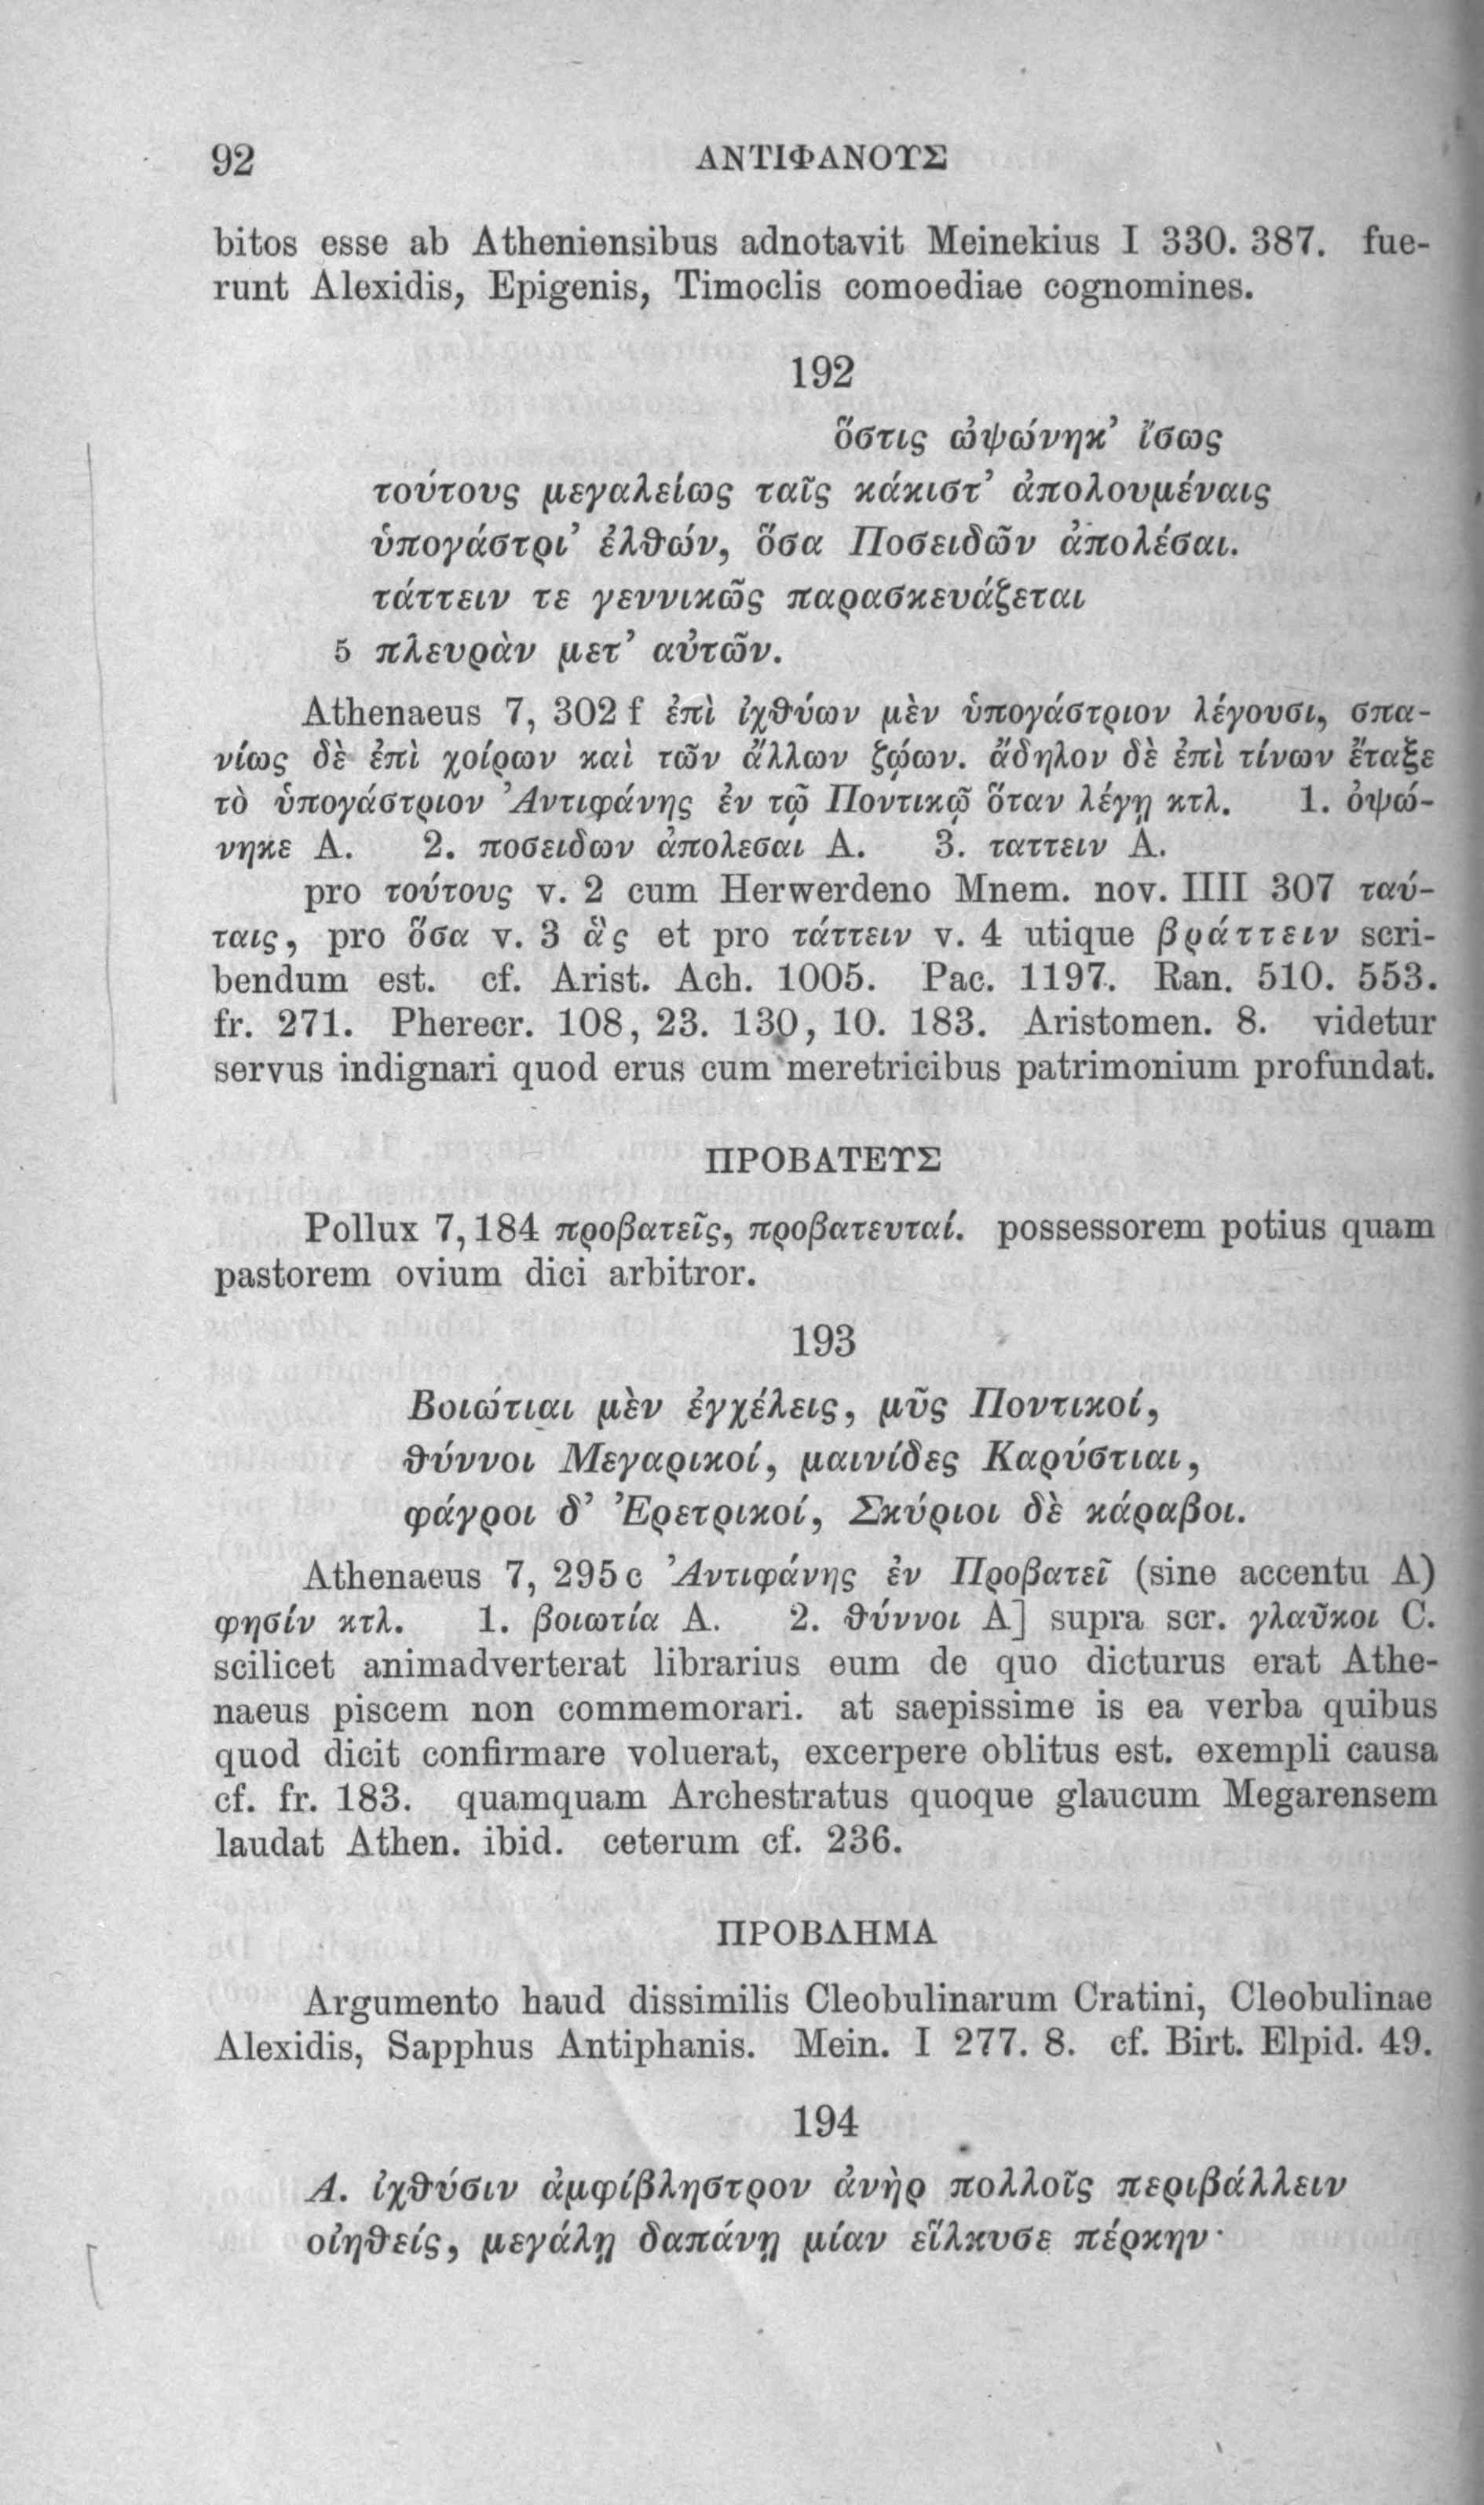 92 ΑΝΤΙΦΑΝΟΥΣ
bitos esse ab Atheniensibus adnotavit Meinekius I 330. 387. fue-
runt Alexidis, Epigenis, Timoclis comoediae cognomines.
192
ὅστις ὠψώνηκ’ ἴσως
τούτους μεγαλείως ταῖς κάκιστ’ ἀπολουμέναις
ὑπογάστρι’ ἐλθών, ὅσα Ποσειδῶν ἀπολέσαι.
τάττειν τε γεννικῶς παρασκευάζεται
5 πλευρὰν μετ’ αὐτῶν.
Athenaeus 7, 302 f ἐπὶ ἰχθύων μὲν ὑπογάστριον λέγουσι, σπα-
νίως δὲ ἐπὶ χοίρων καὶ τῶν ἄλλων ζῴων. ἄδηλον δὲ ἐπὶ τίνων ἔταξε
τὸ ὑπογάστριον Ἀντιφάνης ἐν τῷ Ποντικῷ ὅταν λέγῃ κτλ. 1. ὀψώ-
νηκε A. 2. ποσειδων ἀπολεσαι A. 3. ταττειν A.
pro τούτους v. 2 cum Herwerdeno Mnem. nov. IIII 307 ταύ-
ταις, pro ὅσα v. 3 ἃς et pro τάττειν v. 4 utique βράττειν scri-
bendum est. cf. Arist. Ach. 1005. Pac. 1197. Ran. 510. 553.
fr. 271. Pherecr. 108, 23. 130, 10. 183. Aristomen. 8. videtur
servus indignari quod erus cum meretricibus patrimonium profundat.
ΠΡΟΒΑΤΕΥΣ
Pollux 7, 184 προβατεῖς, προβατευταί. possessorem potius quam
pastorem ovium dici arbitror.
193
Βοιώτιαι μὲν ἐγχέλεις, μῦς Ποντικοί,
θύννοι Μεγαρικοί, μαινίδες Καρύστιαι,
φάγροι δ’ Ἐρετρικοί, Σκύριοι δὲ κάραβοι.
Athenaeus 7, 295 c Ἀντιφάνης ἐν Προβατεῖ (sine accentu A)
φησίν κτλ. 1. βοιωτία A. 2. θύννοι A] supra scr. γλαῦκοι C.
scilicet animadverterat librarius eum de quo dicturus erat Athe-
naeus piscem non commemorari. at saepissime is ea verba quibus
quod dicit confirmare voluerat, excerpere oblitus est. exempli causa
cf. fr. 183. quamquam Archestratus quoque glaucum Megarensem
laudat Athen. ibid. ceterum cf. 236.
ΠΡΟΒΛΗΜΑ
Argumento haud dissimilis Cleobulinarum Cratini, Cleobulinae
Alexidis, Sapphus Antiphanis. Mein. I 277. 8. cf. Birt. Elpid. 49.
194
Α. ἰχθύσιν ἀμφίβληστρον ἀνὴρ πολλοῖς περιβάλλειν
οἰηθείς, μεγάλῃ δαπάνῃ μίαν εἵλκυσε πέρκην·